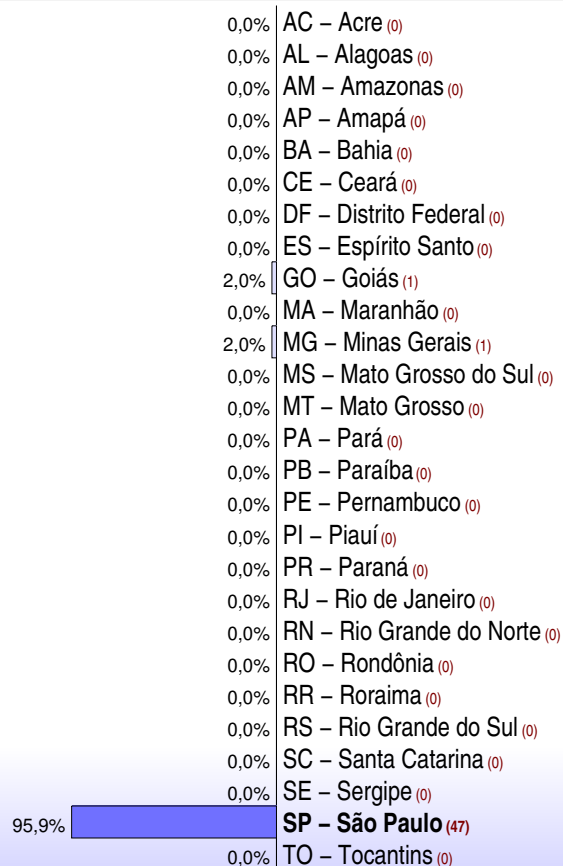 0,0% AC – Acre (0)
0,0% AL – Alagoas (0)
0,0% AM – Amazonas (0)
0,0% AP – Amapá (0)
0,0% BA – Bahia (0)
0,0% CE – Ceará (0)
0,0% DF – Distrito Federal (0)
0,0% ES – Espírito Santo (0)
2,0% GO – Goiás (1)
0,0% MA – Maranhão (0)
2,0% MG – Minas Gerais (1)
0,0% MS – Mato Grosso do Sul (0)
0,0% MT – Mato Grosso (0)
0,0% PA – Pará (0)
0,0% PB – Paraíba (0)
0,0% PE – Pernambuco (0)
0,0% PI – Piauí (0)
0,0% PR – Paraná (0)
0,0% RJ – Rio de Janeiro (0)
0,0% RN – Rio Grande do Norte (0)
0,0% RO – Rondônia (0)
0,0% RR – Roraima (0)
0,0% RS – Rio Grande do Sul (0)
0,0% SC – Santa Catarina (0)
0,0% SE – Sergipe (0)
95,9% SP – São Paulo (47)
0,0% TO – Tocantins (0)